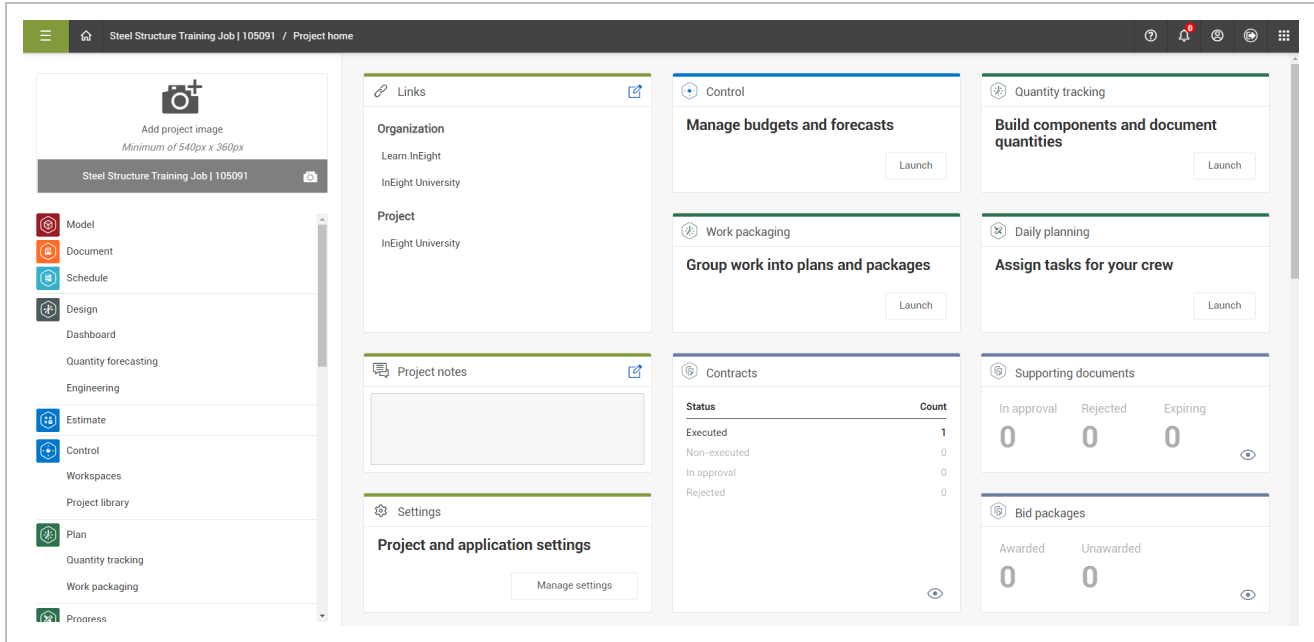 Steel Structure Training Job | 105091 / Project home
0
Add project image
Minimum of 540px x 360px
Steel Structure Training Job | 105091
Model
Document
Schedule
Design
Dashboard
Quantity forecasting
Engineering
Estimate
Control
Workspaces
Project library
Plan
Quantity tracking
Work packaging
Progress
Links
Organization
Learn.InEight
InEight University
Project
InEight University
Control
Manage budgets and forecasts
Launch
Quantity tracking
Build components and document
quantities
Launch
Work packaging
Group work into plans and packages
Launch
Daily planning
Assign tasks for your crew
Launch
Project notes
Settings
Project and application settings
Manage settings
Contracts
Status Count
Executed 1
Non-executed 0
In approval 0
Rejected 0
Supporting documents
In approval Rejected Expiring
0 0 0
Bid packages
Awarded Unawarded
0 0